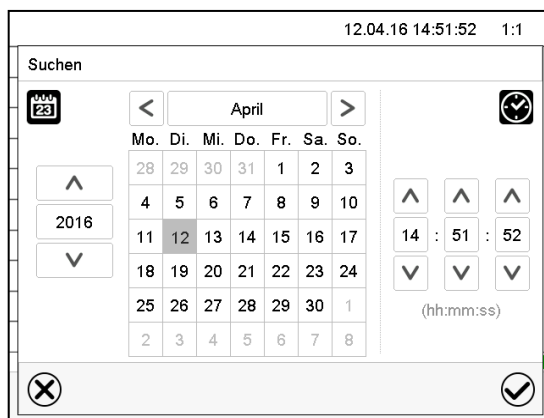 12.04.16 14:51:52 1:1
Suchen
23
< April >
Mo. Di. Mi. Do. Fr. Sa. So.
28 29 30 31 1 2 3
4 5 6 7 8 9 10
2016
11 12 13 14 15 16 17
14 : 51 : 52
18 19 20 21 22 23 24
25 26 27 28 29 30 1
(hh:mm:ss)
2 3 4 5 6 7 8